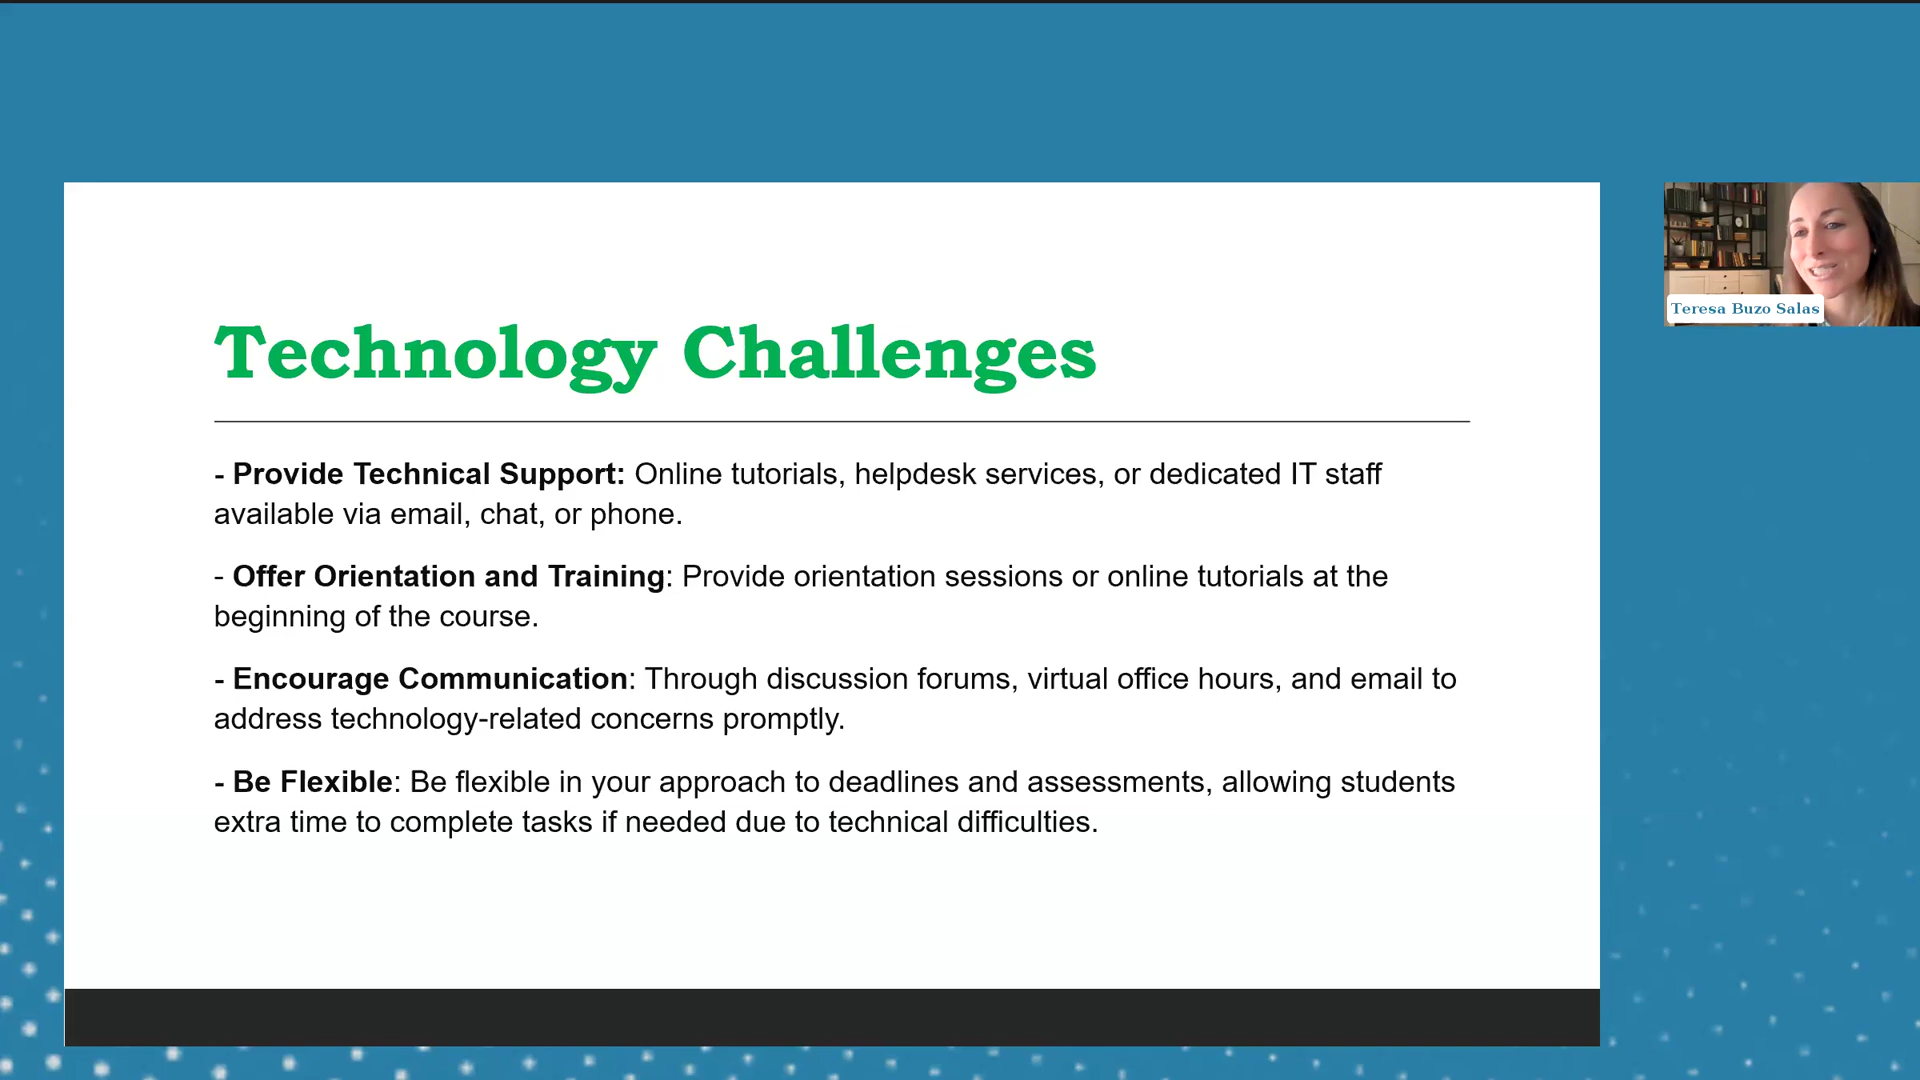 Technology Challenges
- Provide Technical Support: Online tutorials, helpdesk services, or dedicated IT staff
available via email, chat, or phone.
- Offer Orientation and Training: Provide orientation sessions or online tutorials at the
beginning of the course.
- Encourage Communication: Through discussion forums, virtual office hours, and email to
address technology-related concerns promptly.
- Be Flexible: Be flexible in your approach to deadlines and assessments, allowing students
extra time to complete tasks if needed due to technical difficulties.
Teresa Buzo Salas